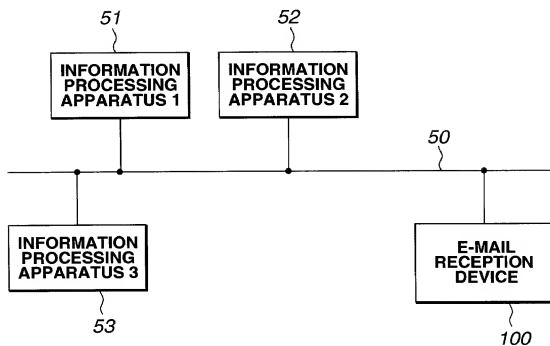 51
INFORMATION
PROCESSING
APPARATUS 1
52
INFORMATION
PROCESSING
APPARATUS 2
50
INFORMATION
PROCESSING
APPARATUS 3
53
E-MAIL
RECEPTION
DEVICE
100